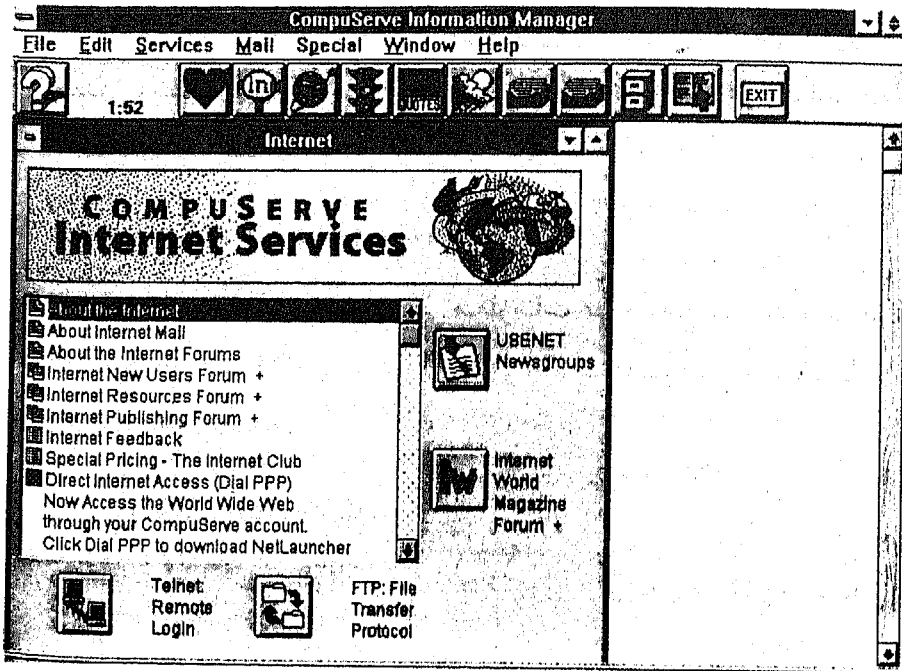 CompuServe Information Manager
File Edit Services Mail Special Window Help
1:52
In
QUOTES
EXIT
Internet
COMPUSERVE
Internet Services
About the Internet
About Internet Mail
About the Internet Forums
Internet New Users Forum +
Internet Resources Forum +
Internet Publishing Forum +
Internet Feedback
Special Pricing - The Internet Club
Direct Internet Access (Dial PPP)
Now Access the World Wide Web
through your CompuServe account.
Click Dial PPP to download NetLauncher
USENET
Newsgroups
Iw
Internet
World
Magazine
Forum +
Telnet:
Remote
Login
FTP: File
Transfer
Protocol